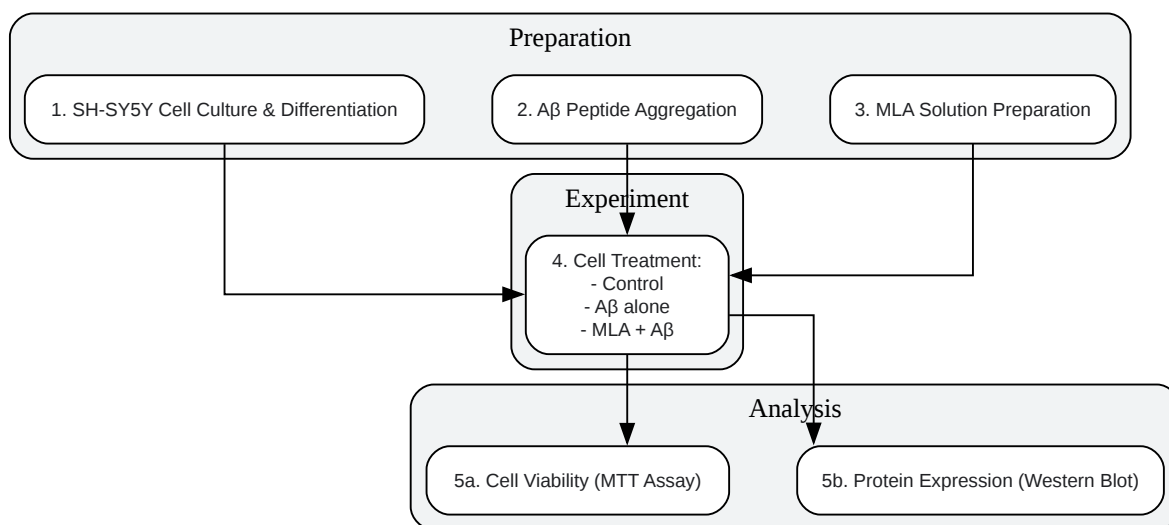 Preparation
1. SH-SY5Y Cell Culture & Differentiation
2. Aβ Peptide Aggregation
3. MLA Solution Preparation
Experiment
4. Cell Treatment:
- Control
- Aβ alone
- MLA + Aβ
Analysis
5a. Cell Viability (MTT Assay)
5b. Protein Expression (Western Blot)